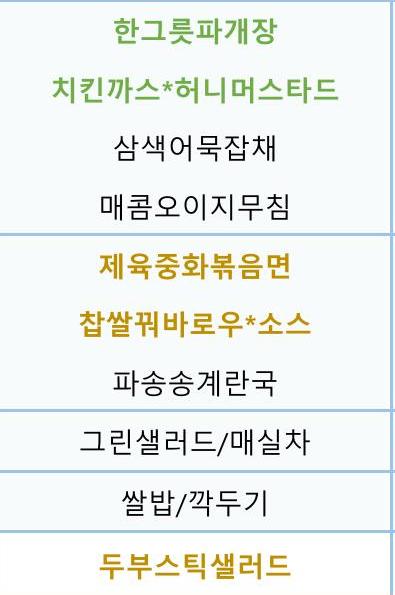 한그릇파개장
치킨까스*허니머스타드
삼색어묵잡채
매콤오이지무침
제육중화볶음면
찹쌀꿔바로우*소스
파송송계란국
그린샐러드/매실차
쌀밥/깍두기
두부스틱샐러드